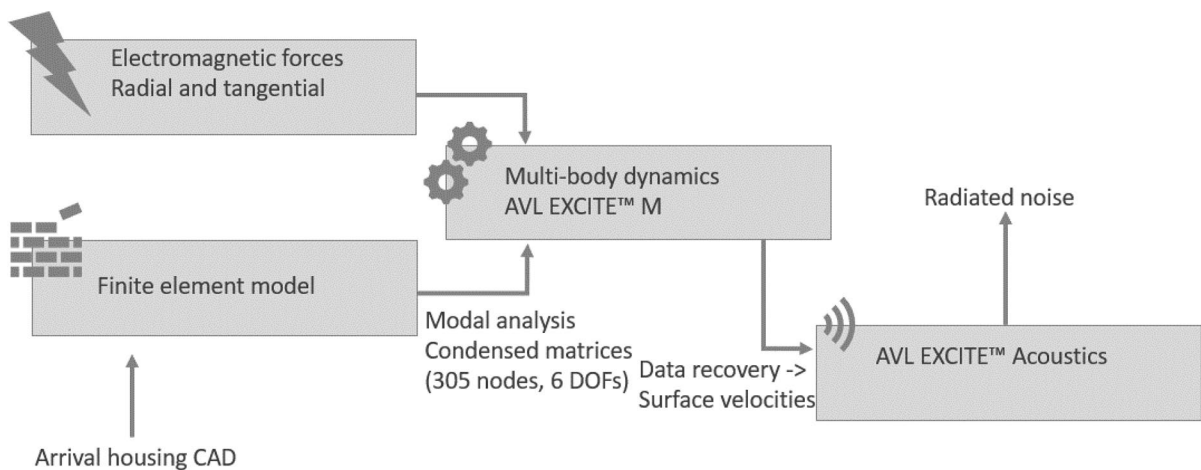 Electromagnetic forces
Radial and tangential
Multi-body dynamics
AVL EXCITE™ M
Radiated noise
Finite element model
Modal analysis
Condensed matrices
(305 nodes, 6 DOFs)
Data recovery ->
Surface velocities
AVL EXCITE™ Acoustics
Arrival housing CAD